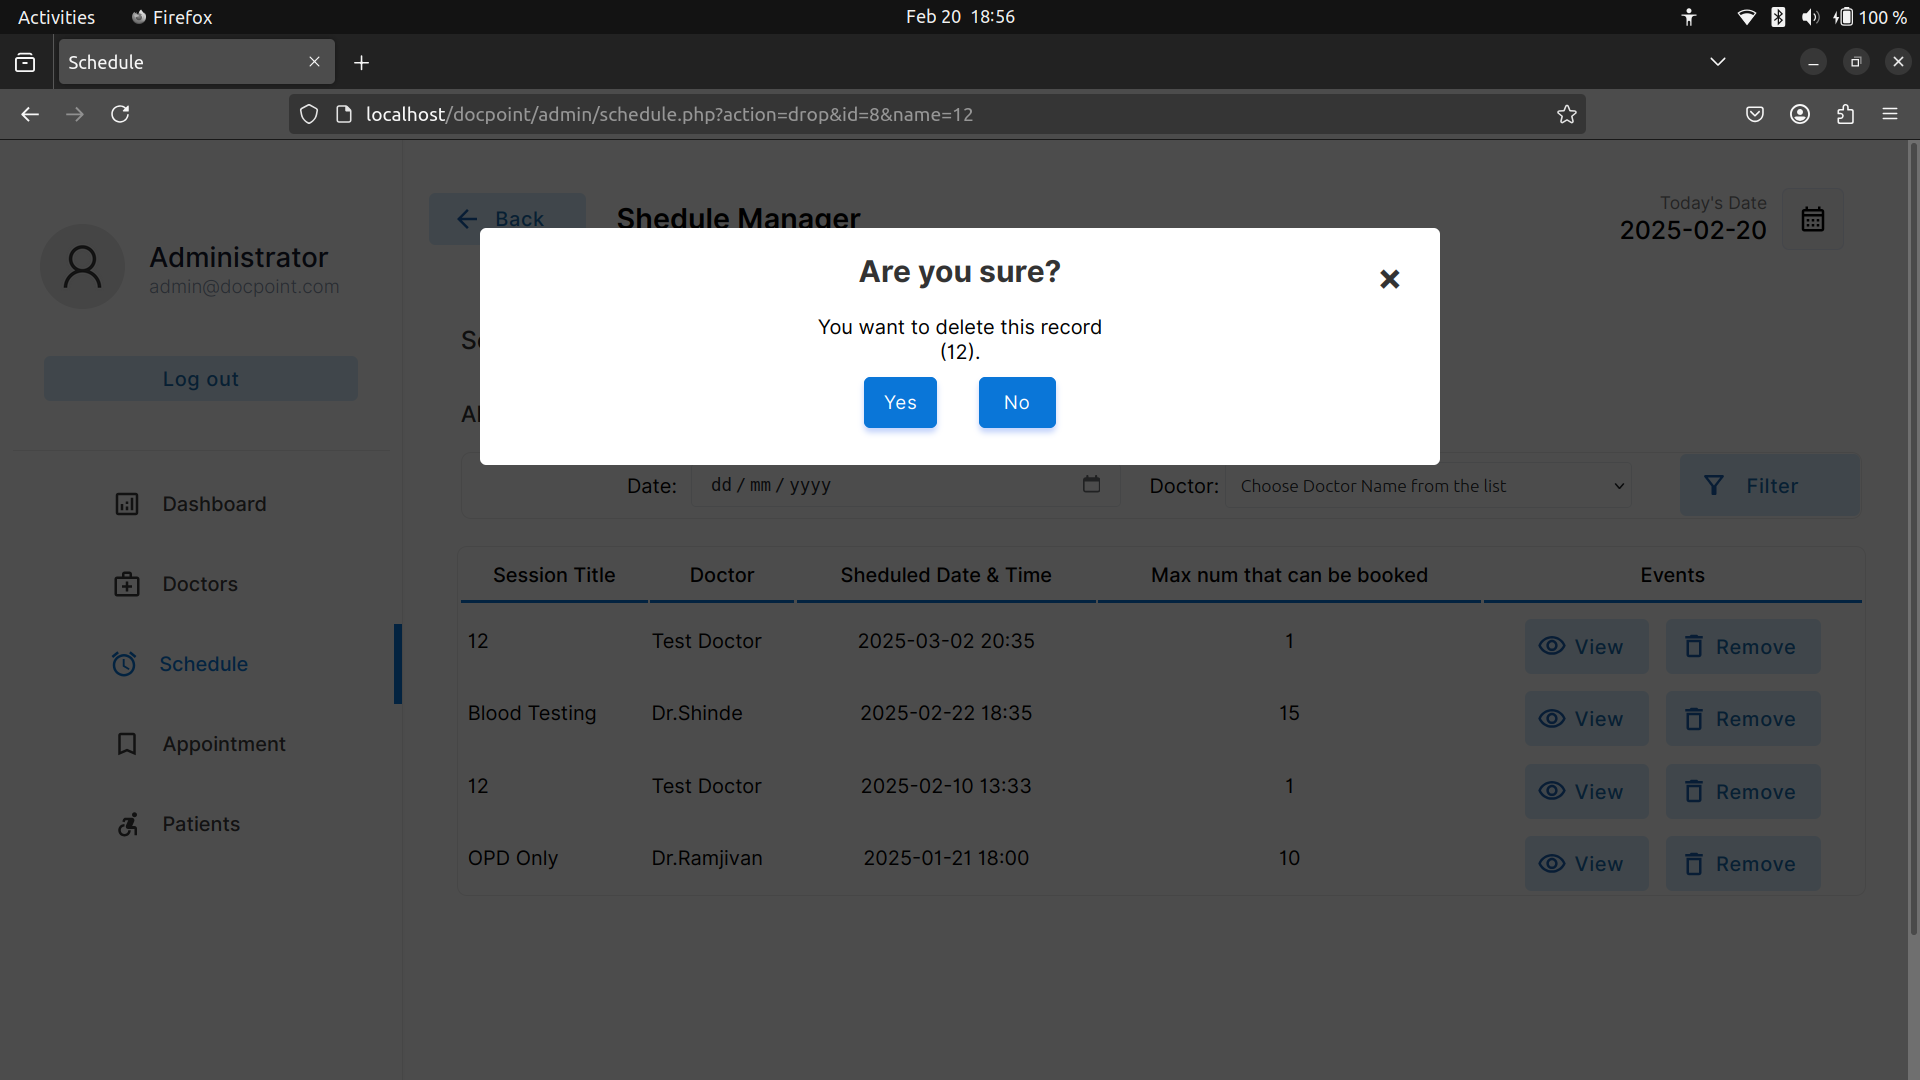 Activities Firefox Feb 20 18:56 100 %
Schedule
localhost/docpoint/admin/schedule.php?action=drop&id=8&name=12
Back Shedule Manager Today's Date
2025-02-20
Administrator
admin@docpoint.com
Log out
Are you sure?
You want to delete this record
(12).
Yes No
Date: dd/mm/yyyy Doctor: Choose Doctor Name from the list Filter
Dashboard
Doctors
Schedule
Appointment
Patients
Session Title Doctor Sheduled Date & Time Max num that can be booked Events
12 Test Doctor 2025-03-02 20:35 1 View Remove
Blood Testing Dr.Shinde 2025-02-22 18:35 15 View Remove
12 Test Doctor 2025-02-10 13:33 1 View Remove
OPD Only Dr.Ramjivan 2025-01-21 18:00 10 View Remove